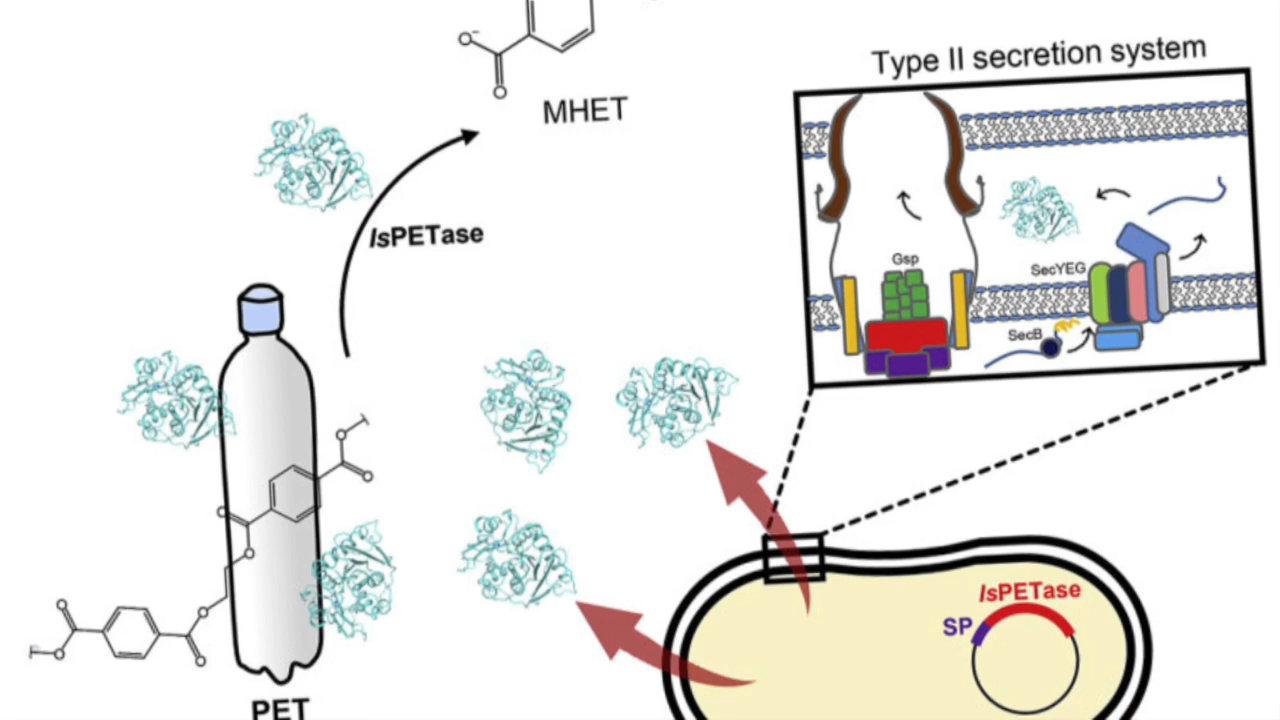 O⁻
O
MHET
Type II secretion system
IsPETase
Gsp
SecYEG
SecB
O
O
O
O
O
O
O
O
IsPETase
SP
PET